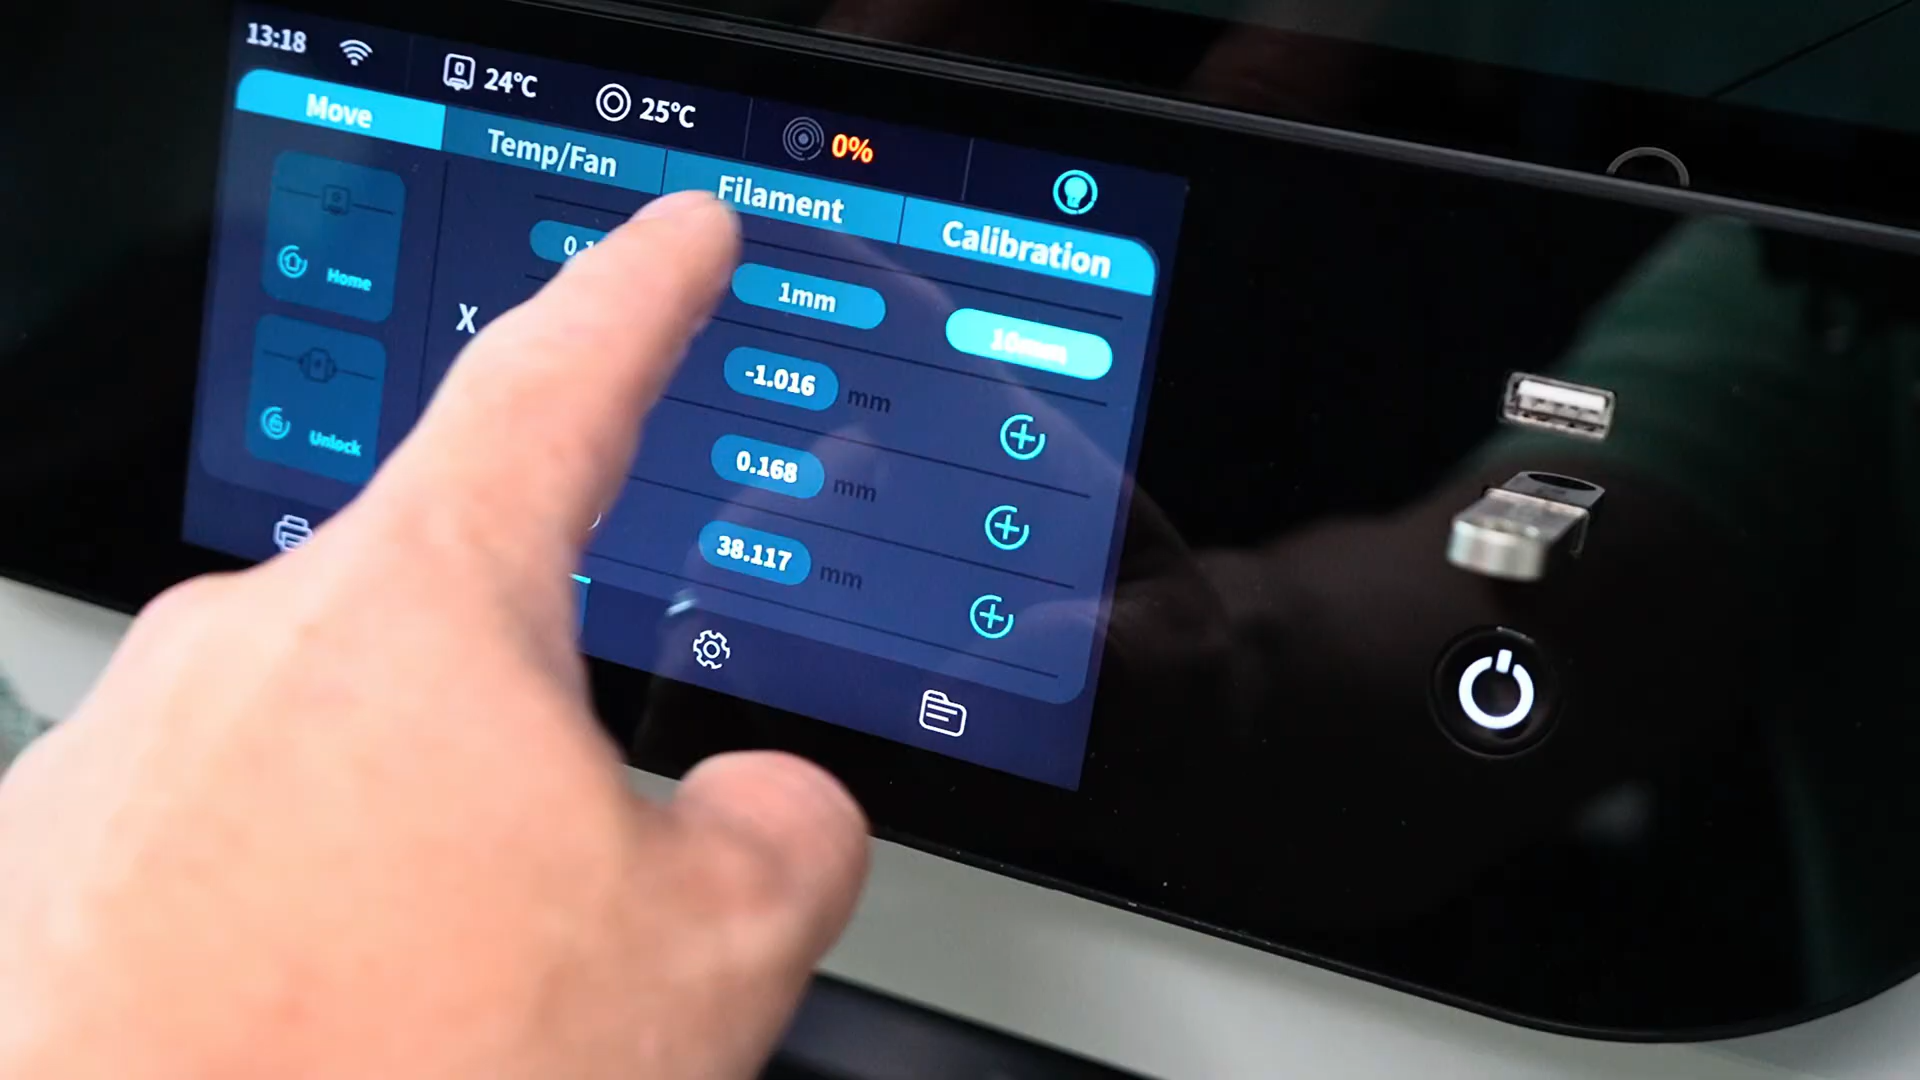 13:18 24°C 25°C 0%
Move Temp/Fan Filament Calibration
Home
1mm 10mm
X -1.016 mm
Unlock
0.168 mm
38.117 mm